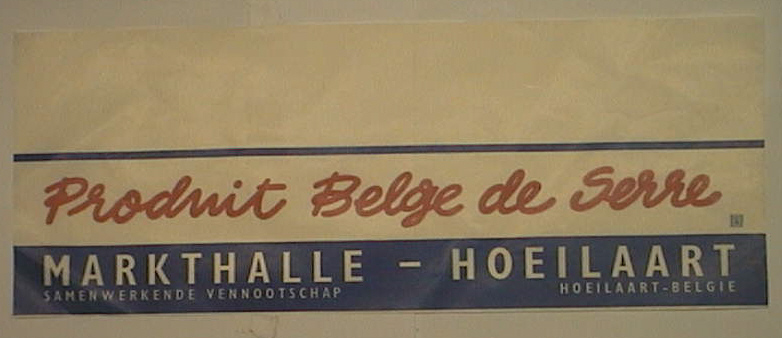 Produit Belge de Serre
MARKTHALLE - HOEILAART
SAMENWERKENDE VENNOOTSCHAP HOEILAART-BELGIE